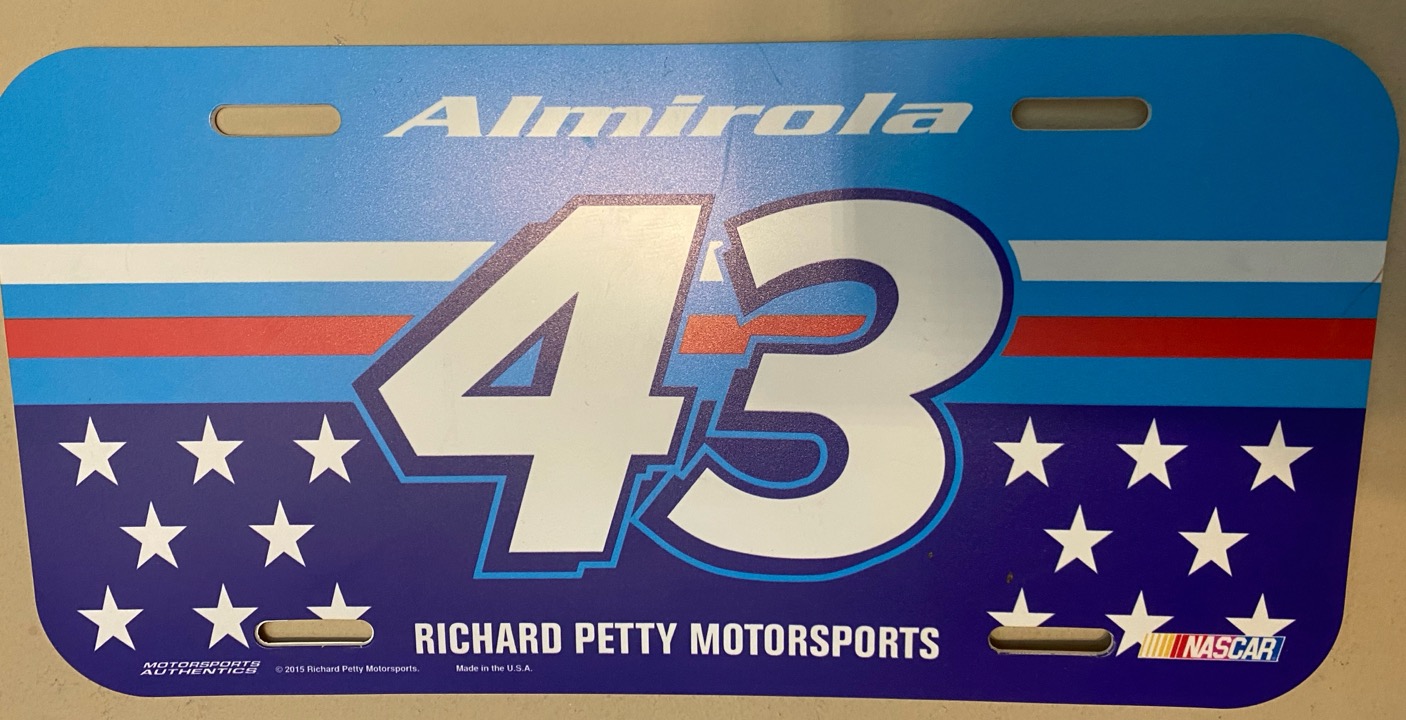 Almirola
43
RICHARD PETTY MOTORSPORTS
NASCAR
MOTORSPORTS
AUTHENTICS
© 2015 Richard Petty Motorsports. Made in the U.S.A.